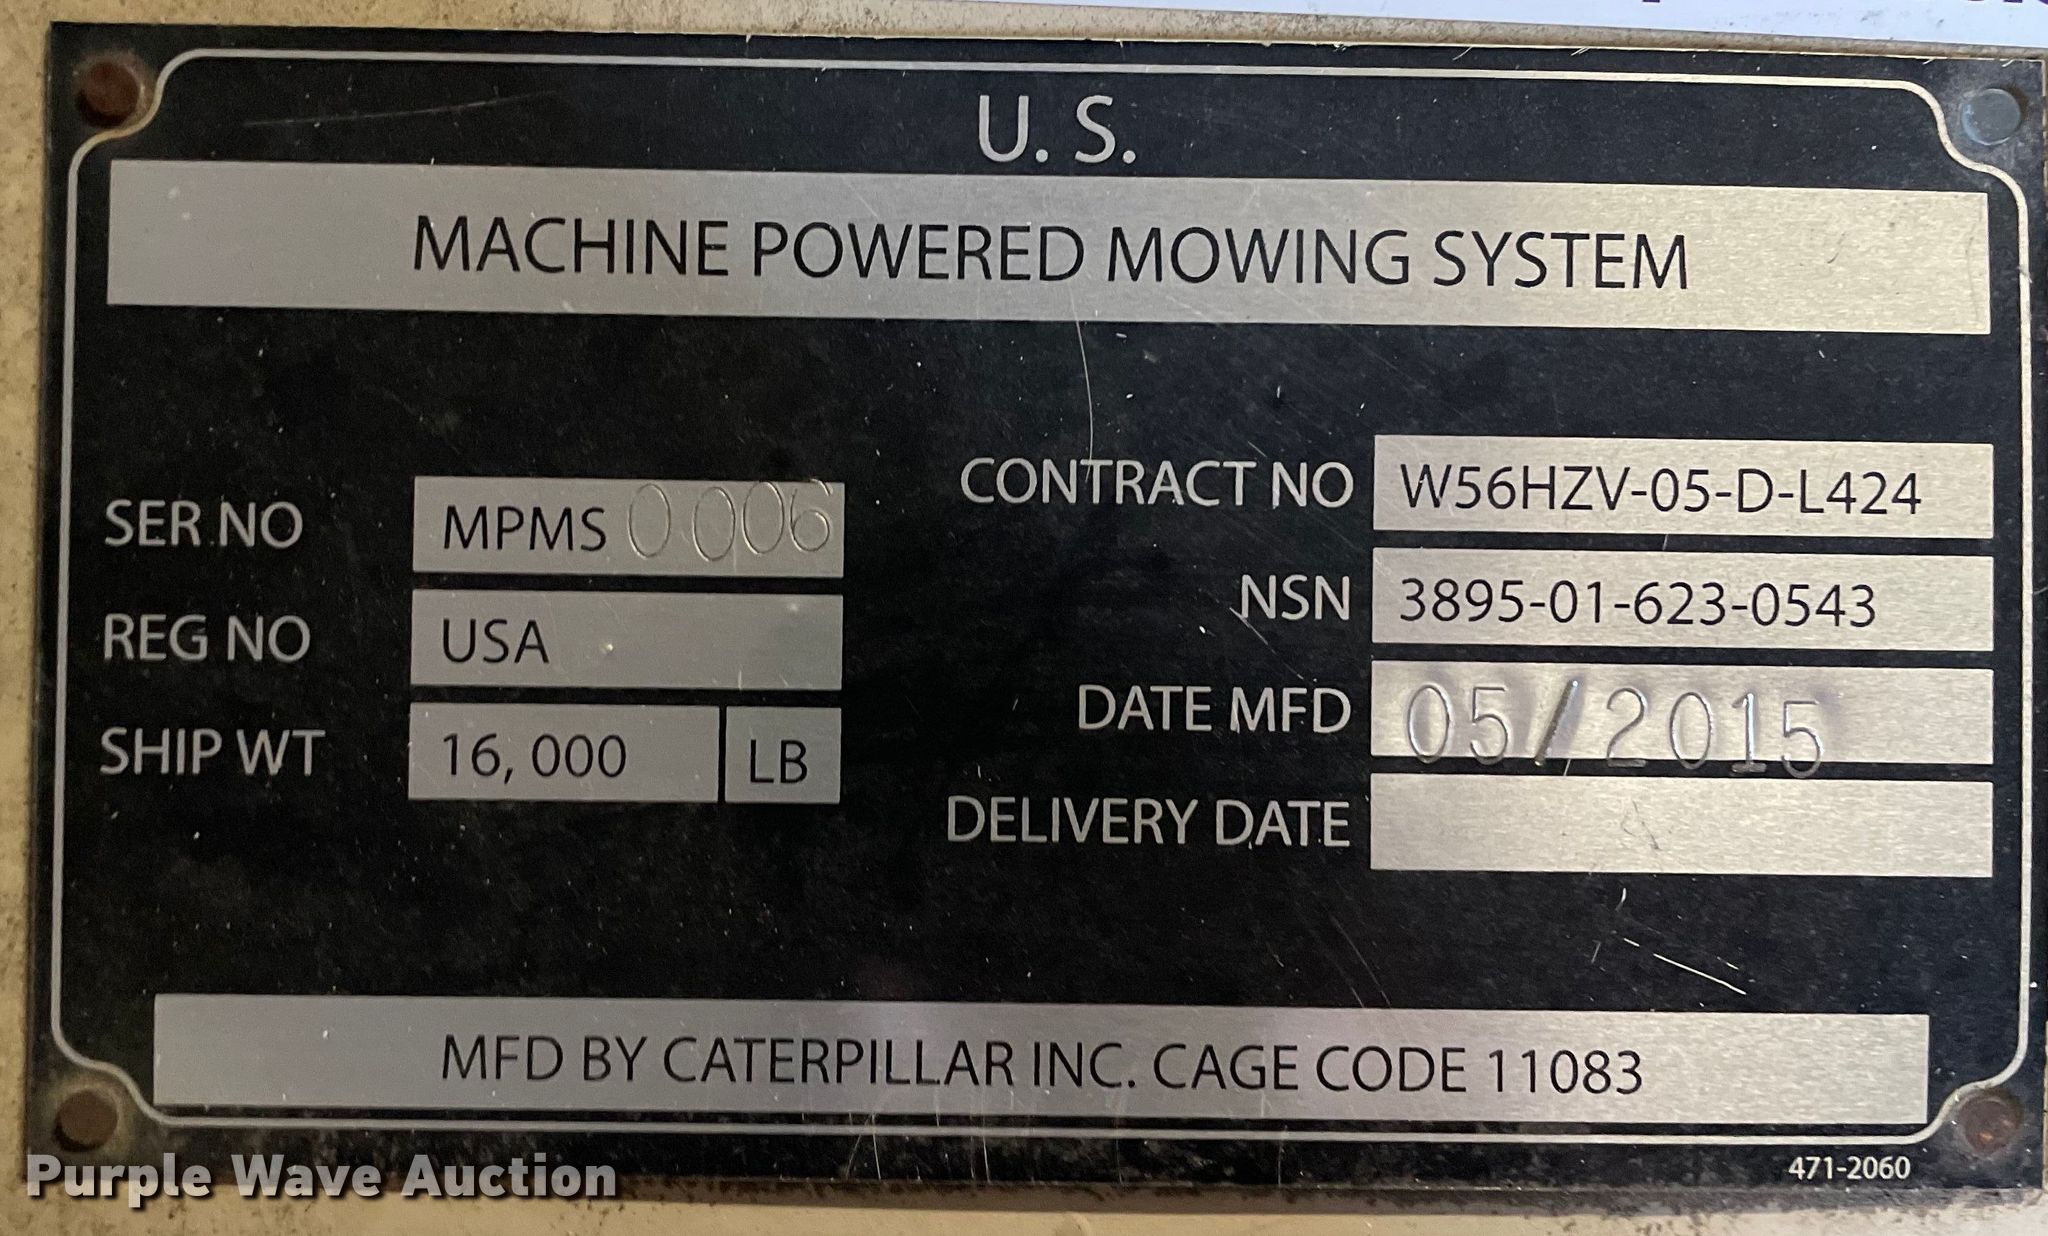 U. S.
MACHINE POWERED MOWING SYSTEM
SER NO MPMS 0006
REG NO USA
SHIP WT 16, 000 LB
CONTRACT NO W56HZV-05-D-L424
NSN 3895-01-623-0543
DATE MFD 05/2015
DELIVERY DATE
MFD BY CATERPILLAR INC. CAGE CODE 11083
471-2060
Purple Wave Auction